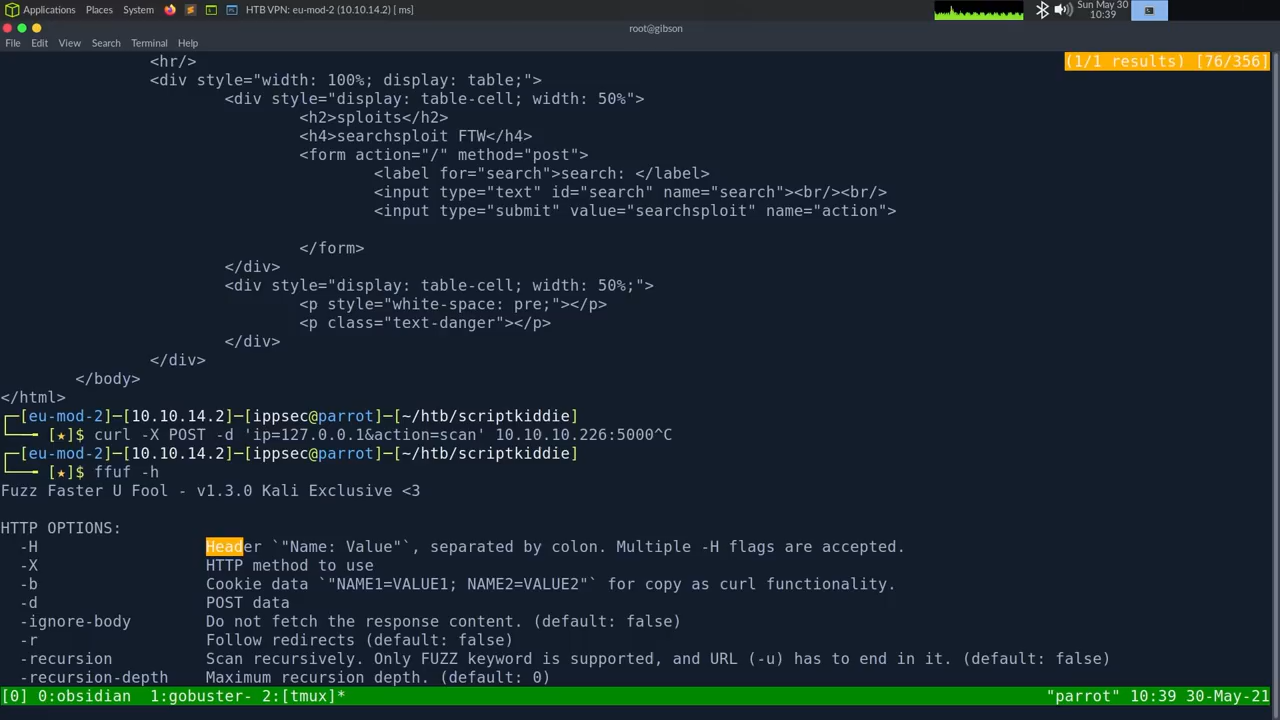 Applications Places System HTB VPN: eu-mod-2 (10.10.14.2) [ ms] Sun May 30 10:39
root@gibson
File Edit View Search Terminal Help
<hr/> (1/1 results) [76/356]
<div style="width: 100%; display: table;">
<div style="display: table-cell; width: 50%">
<h2>sploits</h2>
<h4>searchsploit FTW</h4>
<form action="/" method="post">
<label for="search">search: </label>
<input type="text" id="search" name="search"><br/><br/>
<input type="submit" value="searchsploit" name="action">
</form>
</div>
<div style="display: table-cell; width: 50%;">
<p style="white-space: pre;"></p>
<p class="text-danger"></p>
</div>
</div>
</body>
</html>
┌─[eu-mod-2]─[10.10.14.2]─[ippsec@parrot]─[~/htb/scriptkiddie]
└──╼ [★]$ curl -X POST -d 'ip=127.0.0.1&action=scan' 10.10.10.226:5000^C
┌─[eu-mod-2]─[10.10.14.2]─[ippsec@parrot]─[~/htb/scriptkiddie]
└──╼ [★]$ ffuf -h
Fuzz Faster U Fool - v1.3.0 Kali Exclusive <3
HTTP OPTIONS:
-H Header `"Name: Value"`, separated by colon. Multiple -H flags are accepted.
-X HTTP method to use
-b Cookie data `"NAME1=VALUE1; NAME2=VALUE2"` for copy as curl functionality.
-d POST data
-ignore-body Do not fetch the response content. (default: false)
-r Follow redirects (default: false)
-recursion Scan recursively. Only FUZZ keyword is supported, and URL (-u) has to end in it. (default: false)
-recursion-depth Maximum recursion depth. (default: 0)
[0] 0:obsidian 1:gobuster- 2:[tmux]* "parrot" 10:39 30-May-21